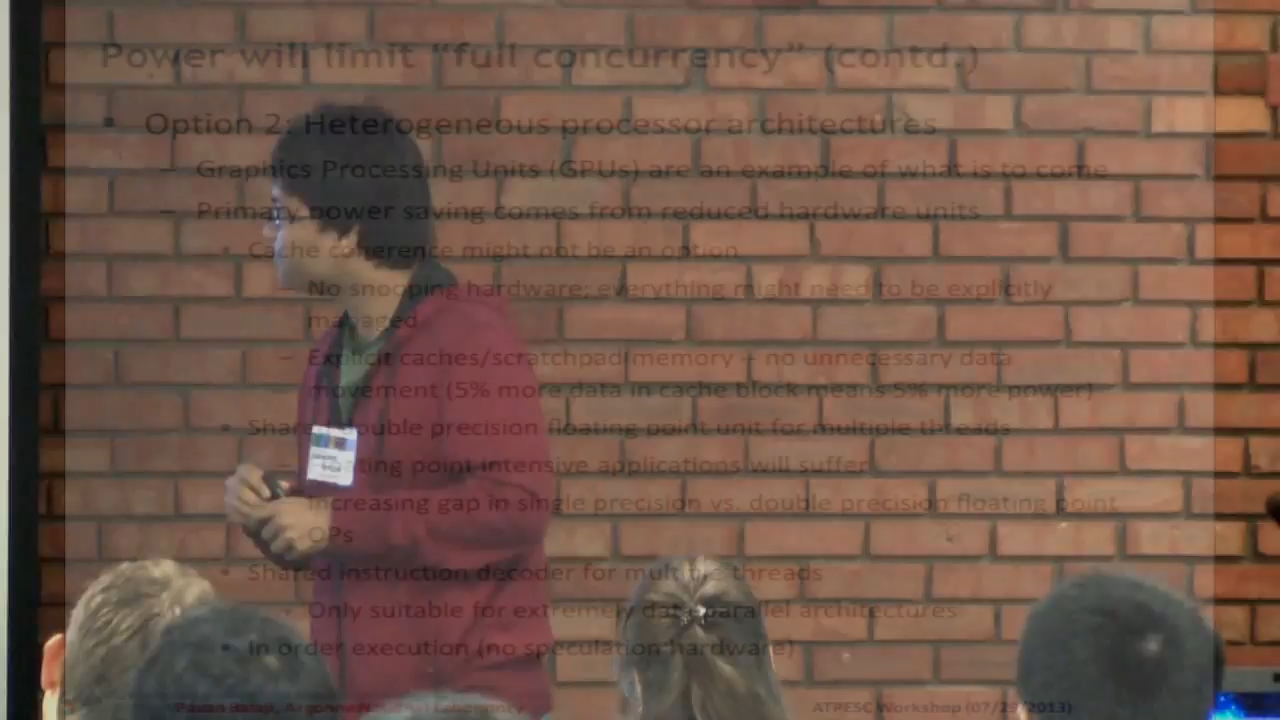 Power will limit “full concurrency” (contd.)
▪ Option 2: Heterogeneous processor architectures
– Graphics Processing Units (GPUs) are an example of what is to come
– Primary power saving comes from reduced hardware units
• Cache coherence might not be an option
No snooping hardware; everything might need to be explicitly
managed
– Explicit caches/scratchpad memory – no unnecessary data
movement (5% more data in cache block means 5% more power)
• Shared double precision floating point unit for multiple threads
– point intensive applications will suffer
increasing gap in single precision vs. double precision floating point
OPs
• Shared instruction decoder for multiple threads
Only suitable for extremely data parallel architectures
• In order execution (no speculation hardware)
Pavan Balaji, Argonne National Laboratory
ATPESC Workshop (07/29/2013)